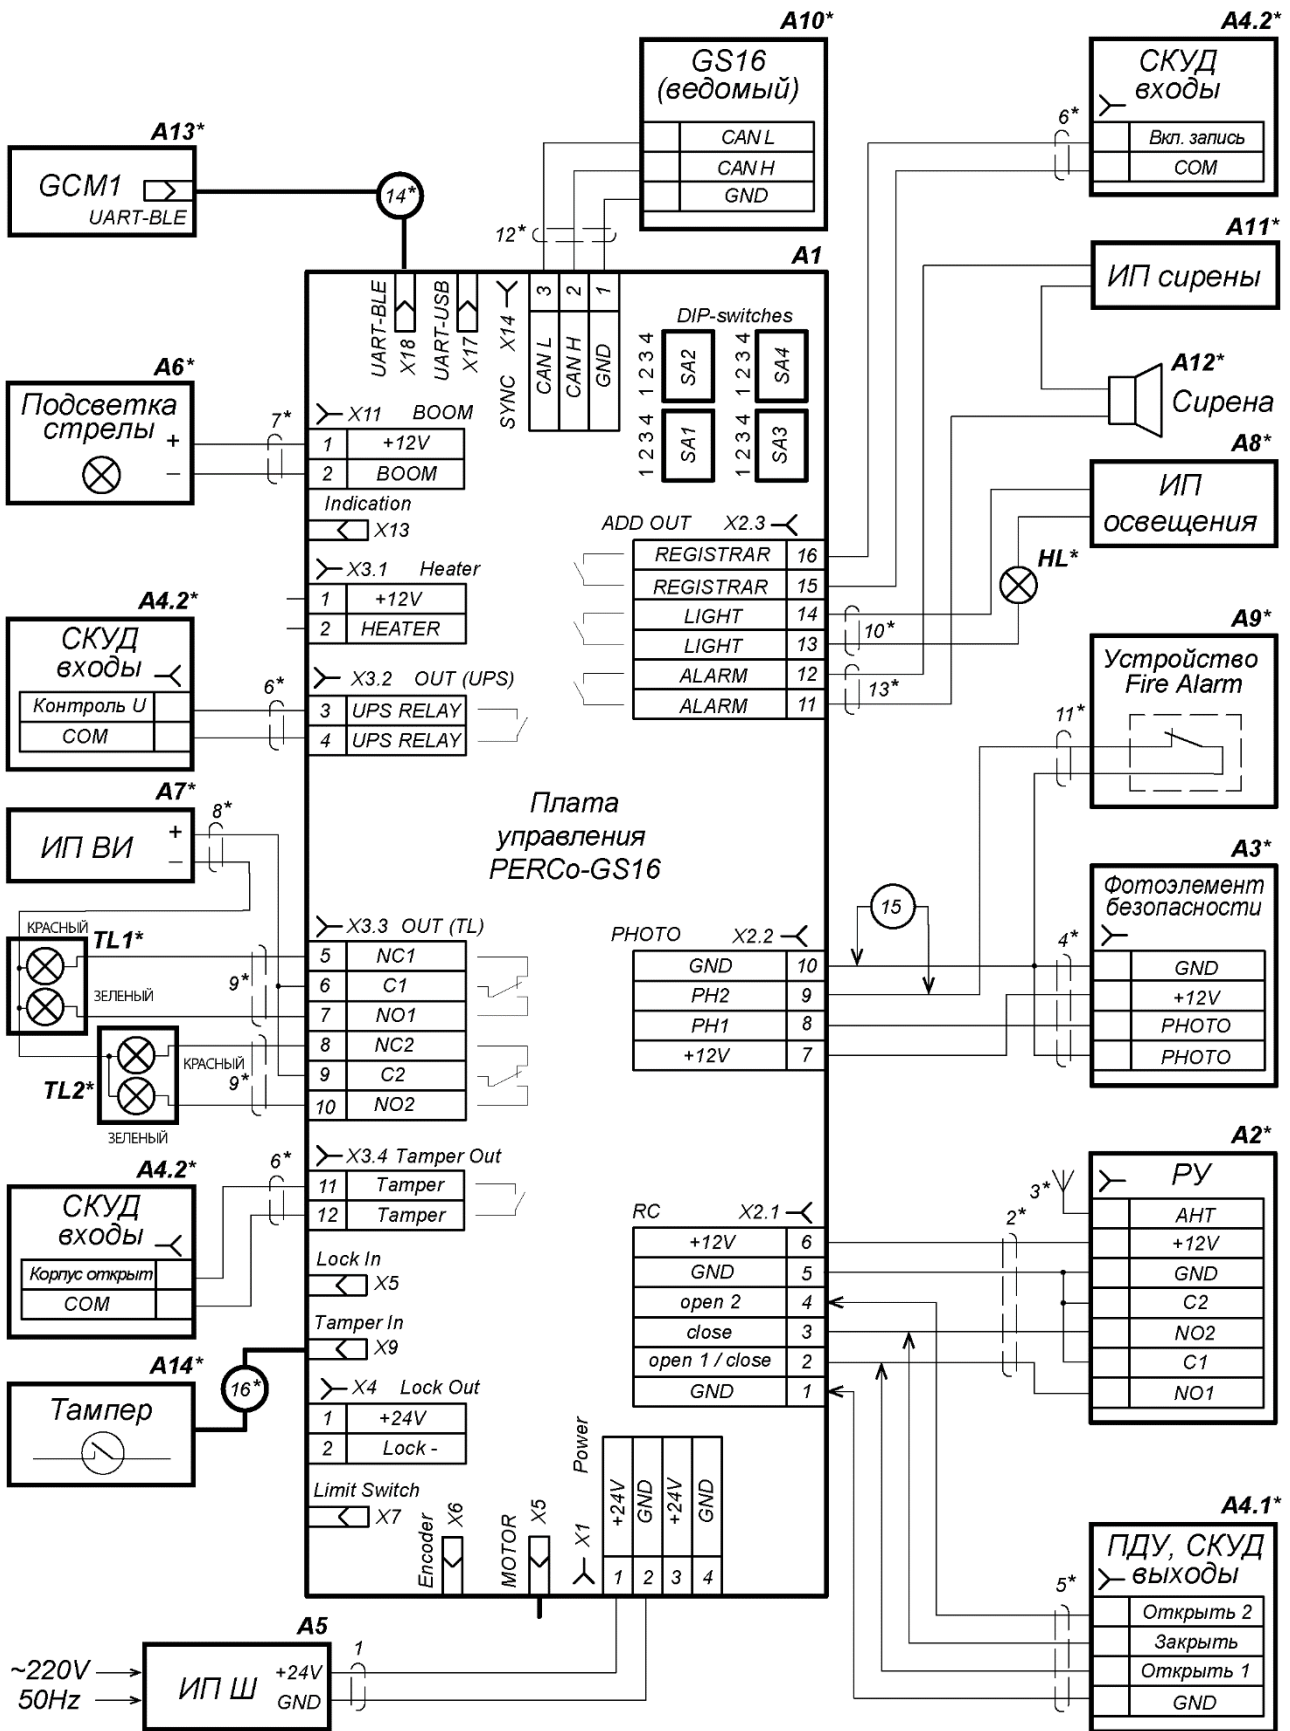 A10*
GS16
(ведомый)
CAN L
CAN H
GND
A4.2*
СКУД
входы
6*
Вкл. запись
COM
A13*
GCM1
UART-BLE
14*
12*
A11*
ИП сирены
A1
UART-BLE
X18
UART-USB
X17
SYNC X14
3 2 1
CAN L
CAN H
GND
DIP-switches
1 2 3 4
SA2
1 2 3 4
SA4
1 2 3 4
SA1
1 2 3 4
SA3
A12*
Сирена
A6*
Подсветка
стрелы
+
–
7*
X11 BOOM
1 +12V
2 BOOM
Indication
X13
A8*
ИП
освещения
HL*
ADD OUT X2.3
REGISTRAR 16
REGISTRAR 15
LIGHT 14
LIGHT 13
ALARM 12
ALARM 11
10*
13*
X3.1 Heater
1 +12V
2 HEATER
A4.2*
СКУД
входы
Контроль U
COM
6*
X3.2 OUT (UPS)
3 UPS RELAY
4 UPS RELAY
A9*
Устройство
Fire Alarm
11*
A7*
ИП ВИ
+
–
8*
Плата
управления
PERCo-GS16
A3*
Фотоэлемент
безопасности
4*
GND
+12V
PHOTO
PHOTO
15
PHOTO X2.2
GND 10
PH2 9
PH1 8
+12V 7
КРАСНЫЙ
TL1*
ЗЕЛЕНЫЙ
9*
X3.3 OUT (TL)
5 NC1
6 C1
7 NO1
8 NC2
9 C2
10 NO2
КРАСНЫЙ
TL2*
9*
ЗЕЛЕНЫЙ
A4.2*
СКУД
входы
Корпус открыт
COM
6*
X3.4 Tamper Out
11 Tamper
12 Tamper
Lock In
X5
Tamper In
X9
A2*
РУ
3*
2*
АНТ
+12V
GND
C2
NO2
C1
NO1
RC X2.1
+12V 6
GND 5
open 2 4
close 3
open 1 / close 2
GND 1
A14*
Тампер
16*
X4 Lock Out
1 +24V
2 Lock -
Limit Switch
X7
Encoder
X6
MOTOR
X5
X1 Power
+24V
GND
+24V
GND
1 2 3 4
A4.1*
ПДУ, СКУД
выходы
5*
Открыть 2
Закрыть
Открыть 1
GND
A5
ИП Ш
+24V
GND
1
~220V
50Hz